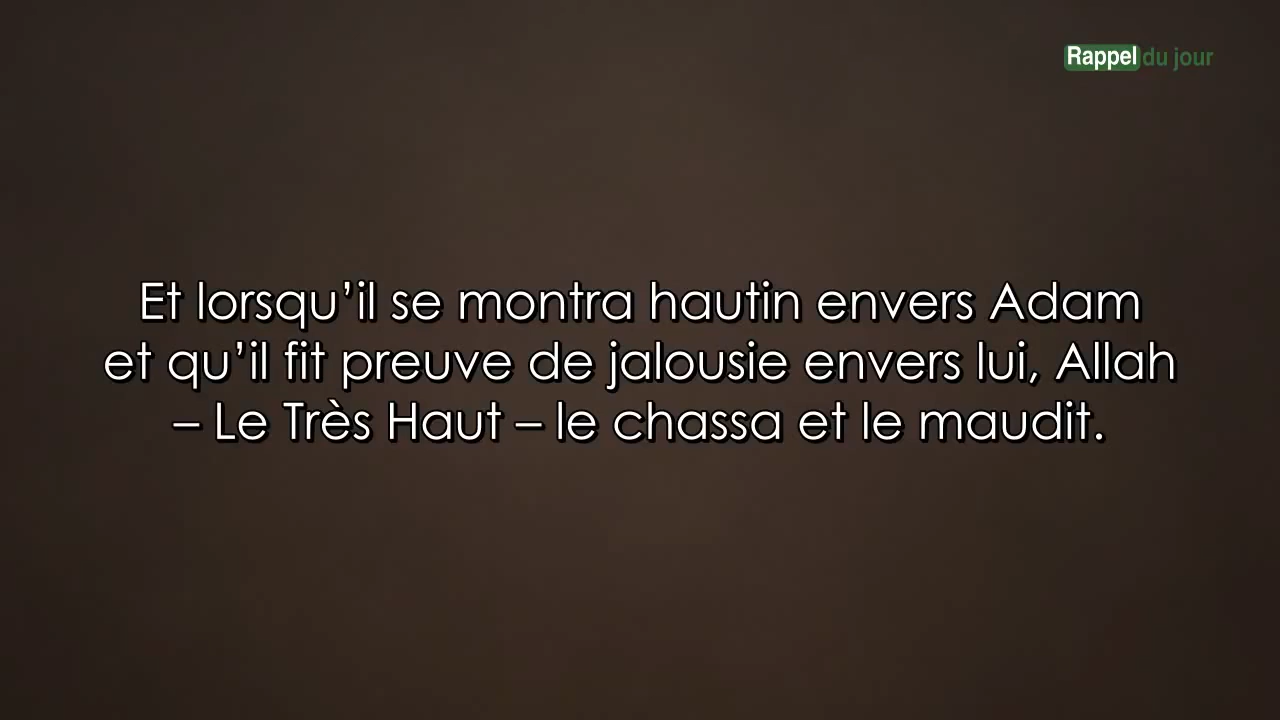 Rappel du jour
Et lorsqu’il se montra hautin envers Adam
et qu’il fit preuve de jalousie envers lui, Allah
– Le Très Haut – le chassa et le maudit.